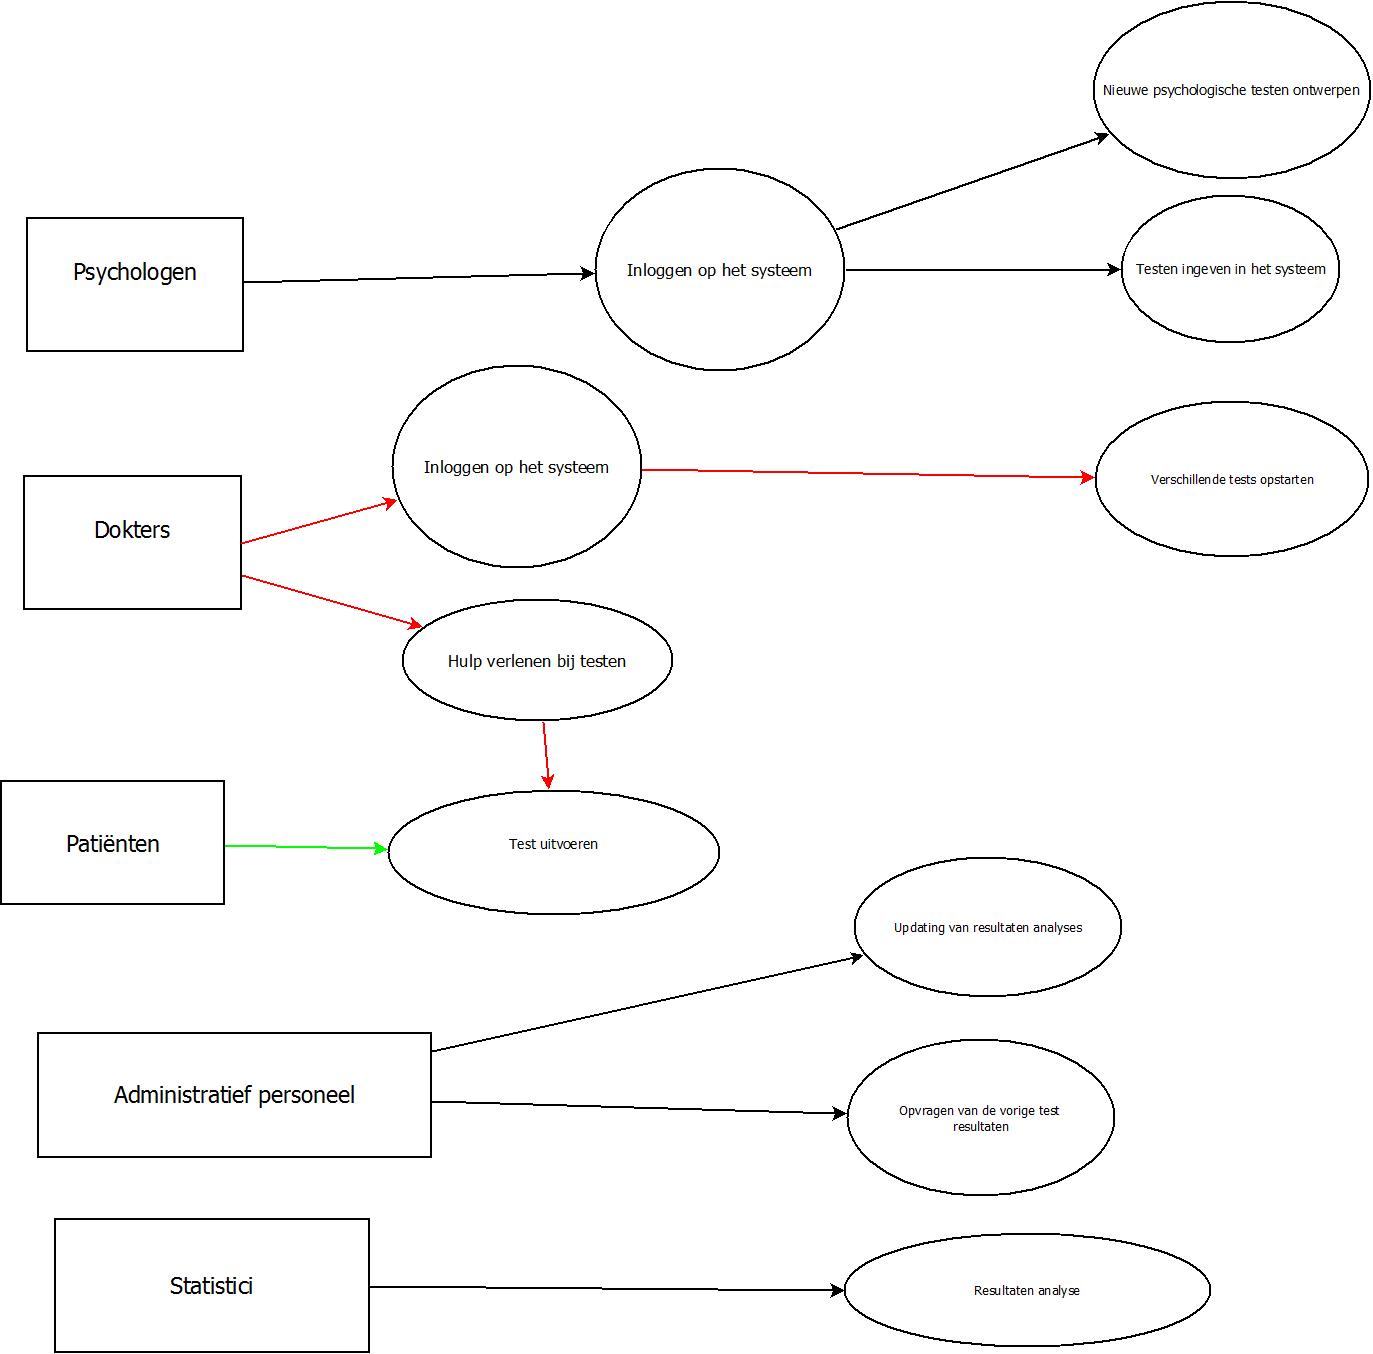 Nieuwe psychologische testen ontwerpen
Psychologen
Inloggen op het systeem
Testen ingeven in het systeem
Inloggen op het systeem
Verschillende tests opstarten
Dokters
Hulp verlenen bij testen
Patiënten
Test uitvoeren
Updating van resultaten analyses
Administratief personeel
Opvragen van de vorige test
resultaten
Statistici
Resultaten analyse